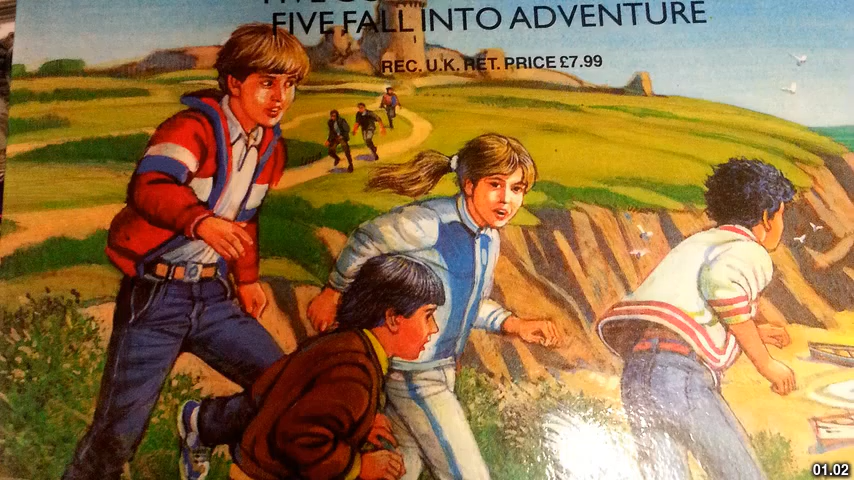 FIVE FALL INTO ADVENTURE
REC. U.K. RET. PRICE £7.99
01.02